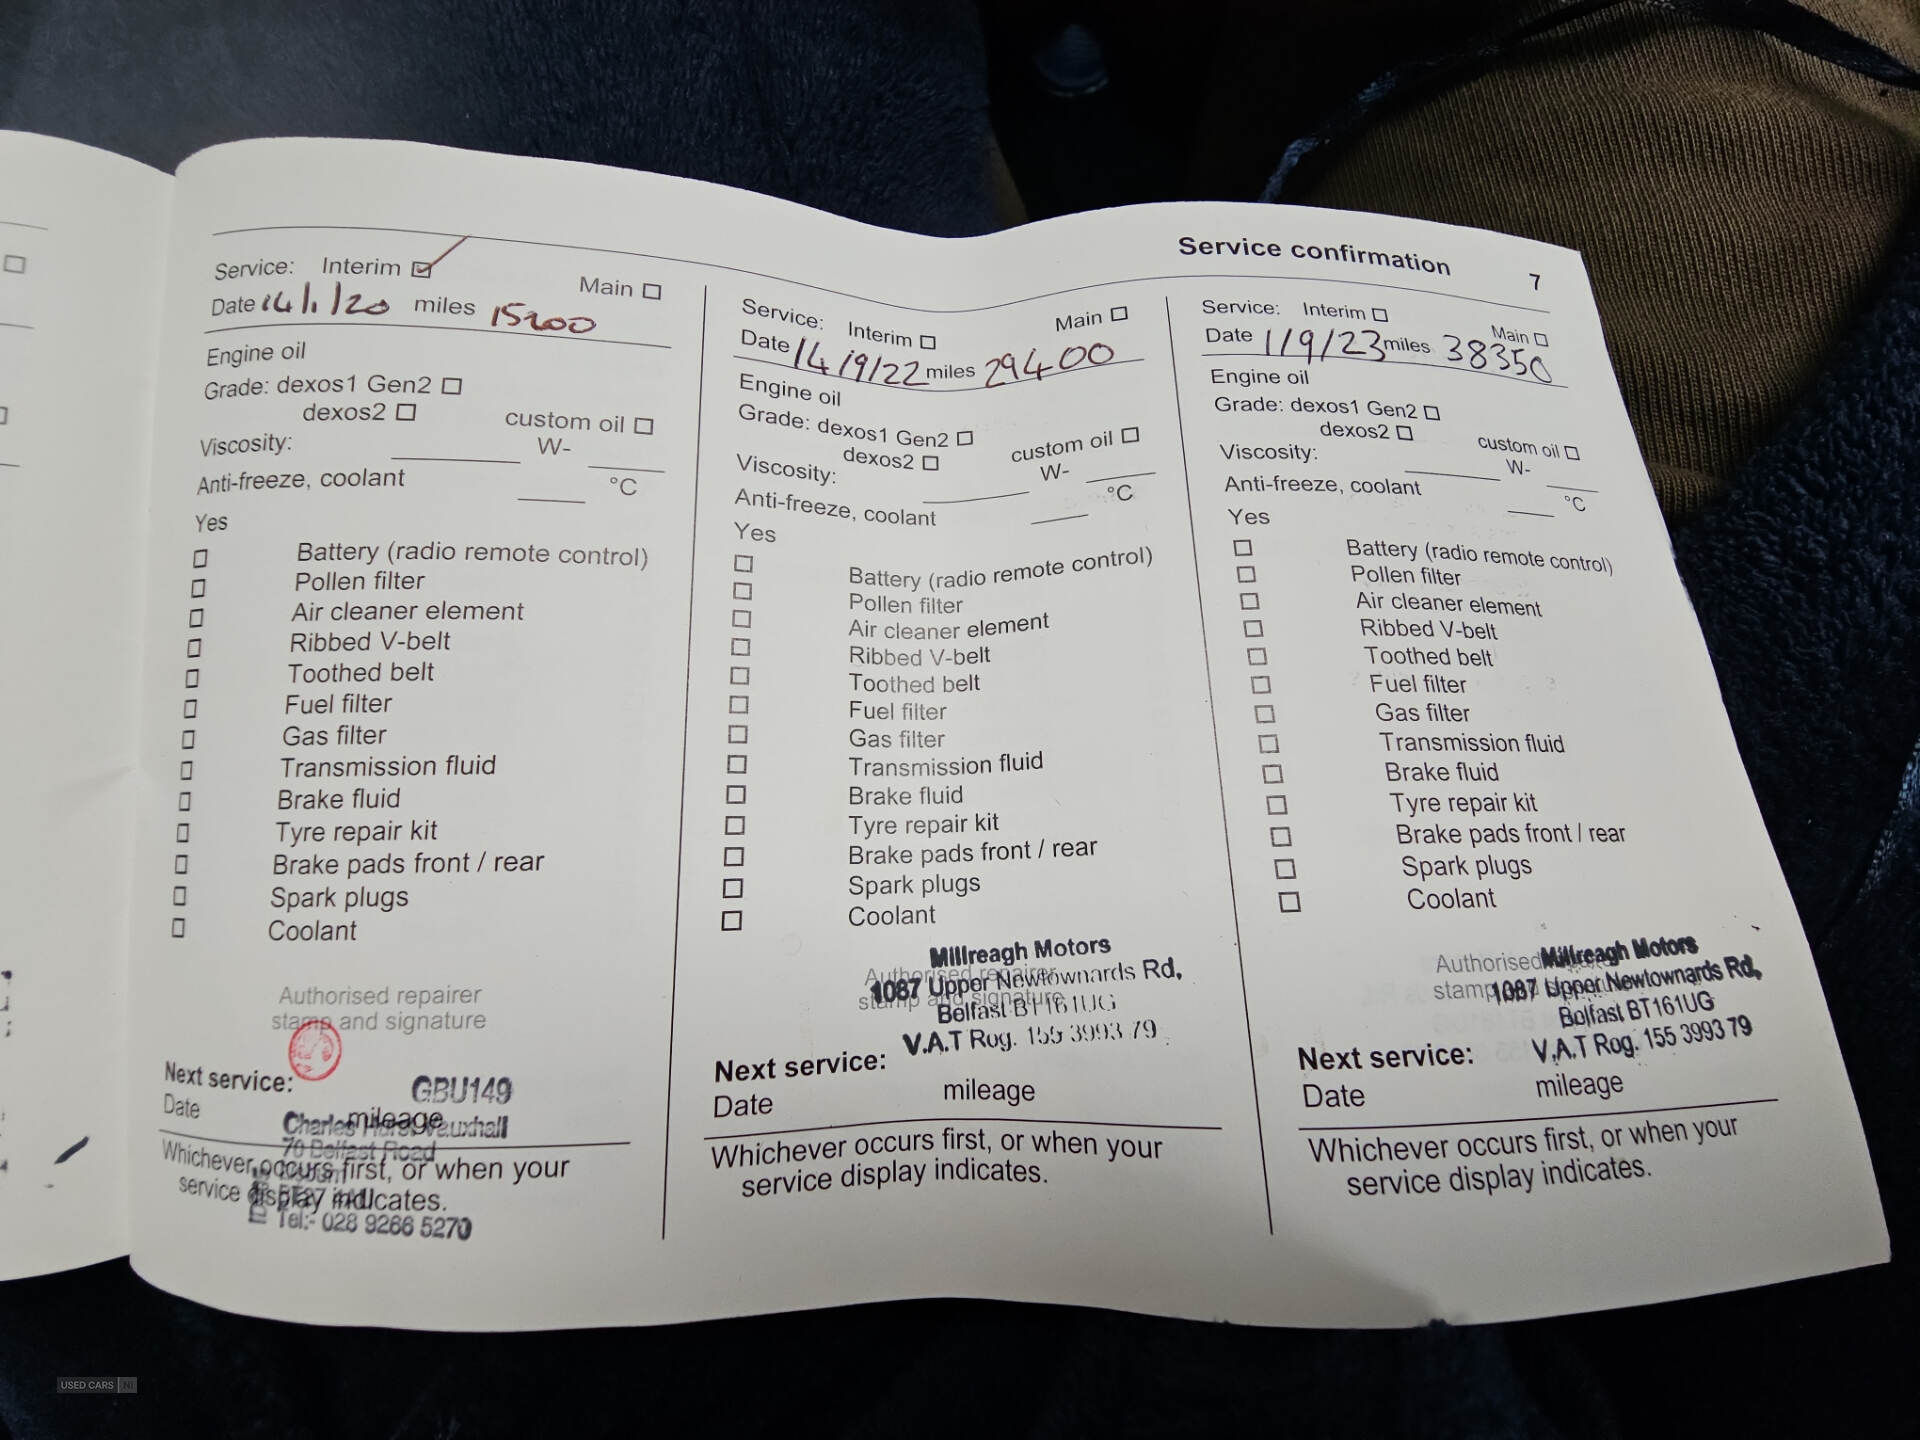 Service confirmation
7
Service: Interim
Main
Date 14/1/20 miles 15200
Engine oil
Grade: dexos1 Gen2
dexos2
custom oil
Viscosity:
W-
Anti-freeze, coolant
°C
Yes
Battery (radio remote control)
Pollen filter
Air cleaner element
Ribbed V-belt
Toothed belt
Fuel filter
Gas filter
Transmission fluid
Brake fluid
Tyre repair kit
Brake pads front / rear
Spark plugs
Coolant
Authorised repairer
stamp and signature
Next service:
GBU149
Date
mileage
Charles Hurst Vauxhall
70 Belfast Road
Whichever occurs first, or when your
service display indicates.
Tel:- 028 9266 5270
Service: Interim
Main
Date 14/9/22 miles 29400
Engine oil
Grade: dexos1 Gen2
dexos2
custom oil
Viscosity:
W-
Anti-freeze, coolant
°C
Yes
Battery (radio remote control)
Pollen filter
Air cleaner element
Ribbed V-belt
Toothed belt
Fuel filter
Gas filter
Transmission fluid
Brake fluid
Tyre repair kit
Brake pads front / rear
Spark plugs
Coolant
Millreagh Motors
Authorised repairer
1087 Upper Newtownards Rd,
stamp and signature
Belfast BT161UG
V.A.T Reg. 155 3993 79
Next service:
Date
mileage
Whichever occurs first, or when your
service display indicates.
Service: Interim
Main
Date 1/9/23 miles 38350
Engine oil
Grade: dexos1 Gen2
dexos2
custom oil
Viscosity:
W-
Anti-freeze, coolant
°C
Yes
Battery (radio remote control)
Pollen filter
Air cleaner element
Ribbed V-belt
Toothed belt
Fuel filter
Gas filter
Transmission fluid
Brake fluid
Tyre repair kit
Brake pads front / rear
Spark plugs
Coolant
Authorised
Millreagh Motors
stamp
1087 Upper Newtownards Rd,
Belfast BT161UG
V.A.T Reg. 155 3993 79
Next service:
Date
mileage
Whichever occurs first, or when your
service display indicates.
USED CARS NI